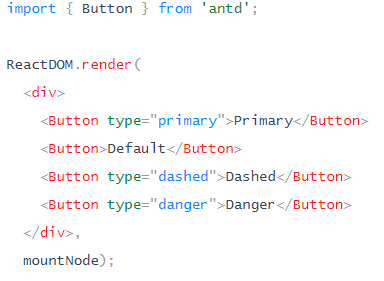 import { Button } from 'antd';
ReactDOM.render(
<div>
<Button type="primary">Primary</Button>
<Button>Default</Button>
<Button type="dashed">Dashed</Button>
<Button type="danger">Danger</Button>
</div>,
mountNode);